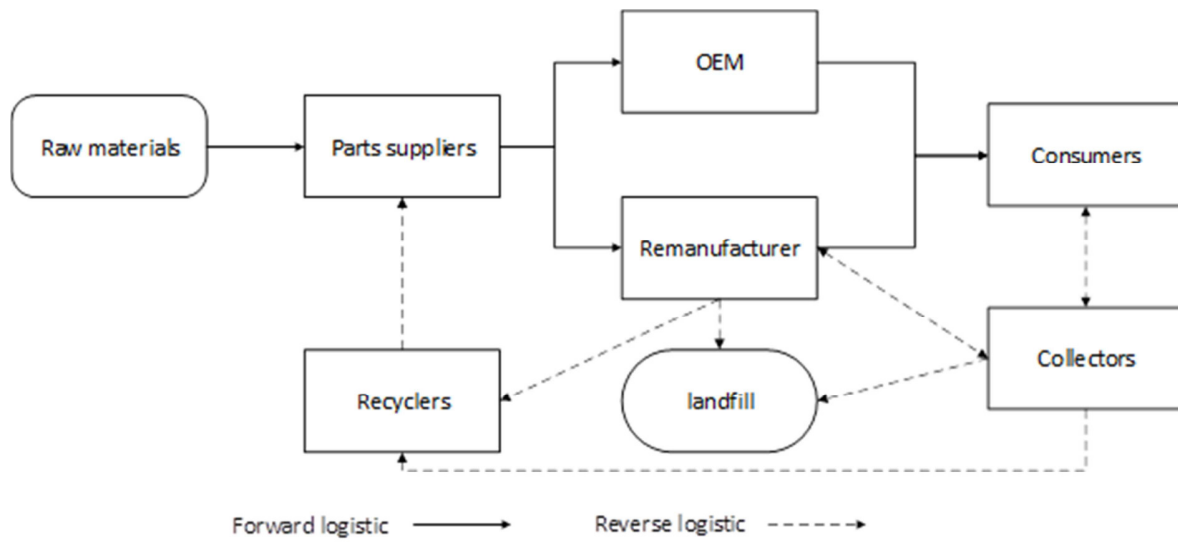 OEM
Raw materials
Parts suppliers
Consumers
Remanufacturer
Recyclers
landfill
Collectors
Forward logistic
Reverse logistic